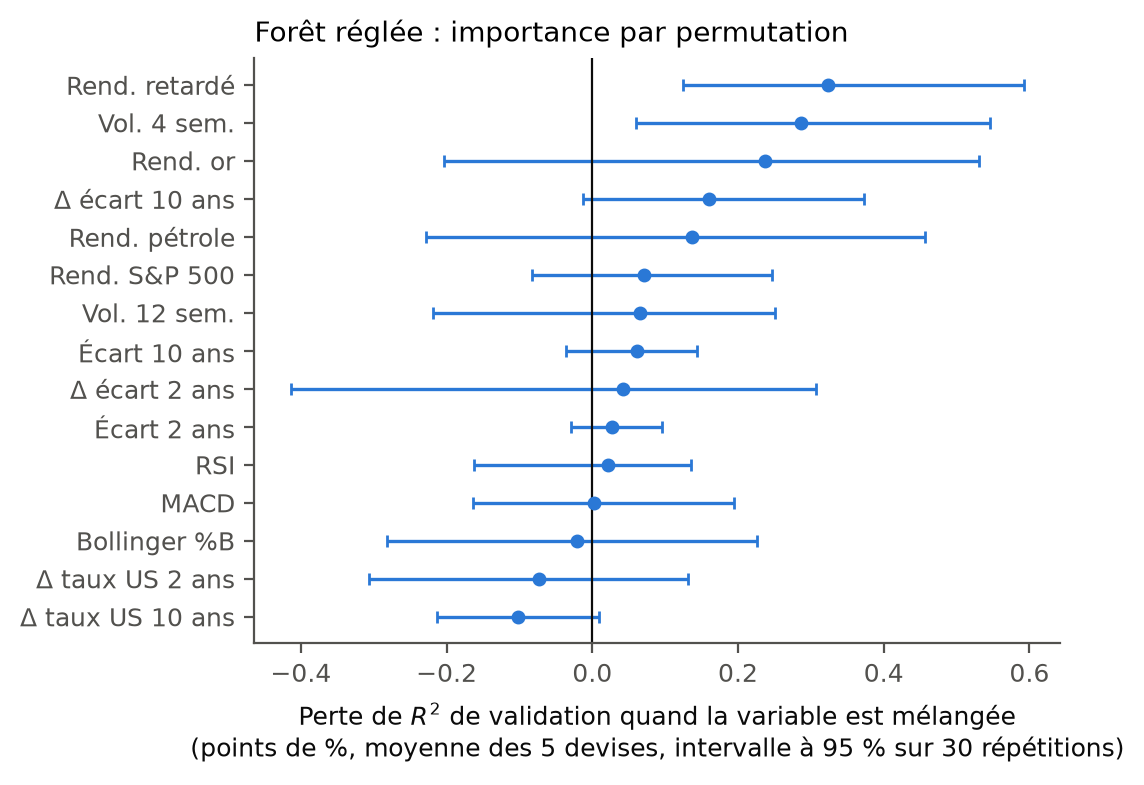 Forêt réglée : importance par permutation
Rend. retardé
Vol. 4 sem.
Rend. or
Δ écart 10 ans
Rend. pétrole
Rend. S&P 500
Vol. 12 sem.
Écart 10 ans
Δ écart 2 ans
Écart 2 ans
RSI
MACD
Bollinger %B
Δ taux US 2 ans
Δ taux US 10 ans
−0.4 −0.2 0.0 0.2 0.4 0.6
Perte de R² de validation quand la variable est mélangée
(points de %, moyenne des 5 devises, intervalle à 95 % sur 30 répétitions)